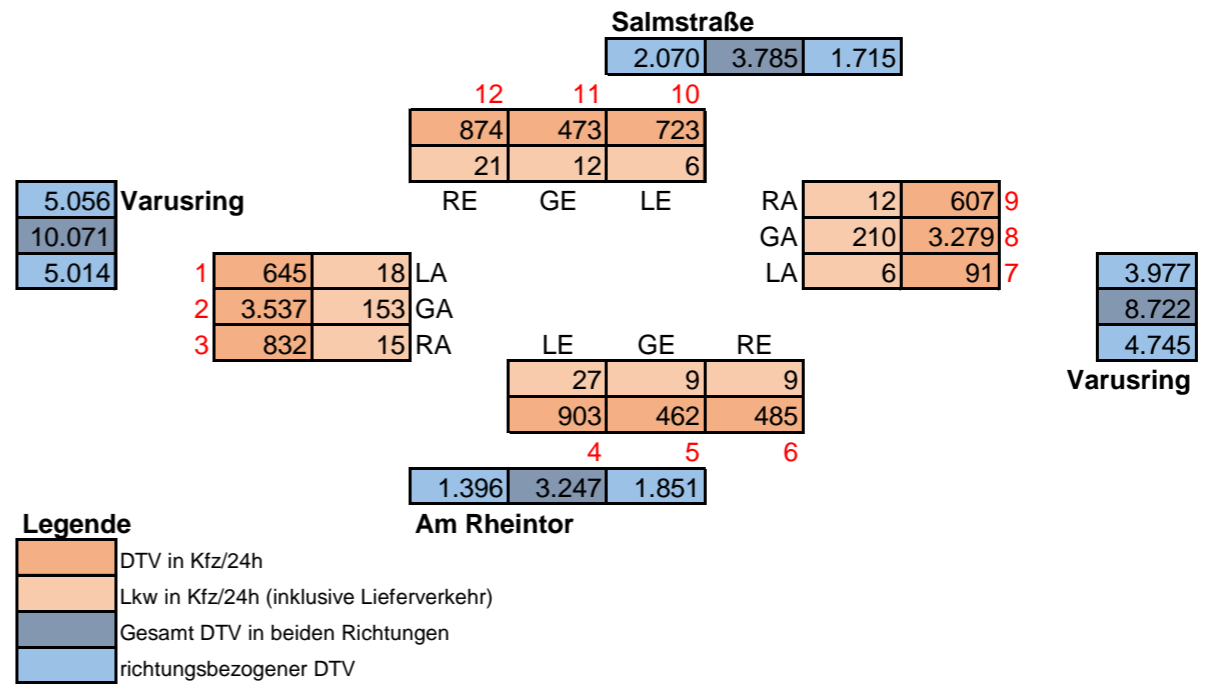 Salmstraße
2.070 3.785 1.715
12 11 10
874 473 723
21 12 6
RE GE LE
5.056 Varusring
10.071
5.014
RA 12 607 9
GA 210 3.279 8
LA 6 91 7
1 645 18 LA
2 3.537 153 GA
3 832 15 RA
3.977
8.722
4.745
Varusring
LE GE RE
27 9 9
903 462 485
4 5 6
1.396 3.247 1.851
Am Rheintor
Legende
DTV in Kfz/24h
Lkw in Kfz/24h (inklusive Lieferverkehr)
Gesamt DTV in beiden Richtungen
richtungsbezogener DTV